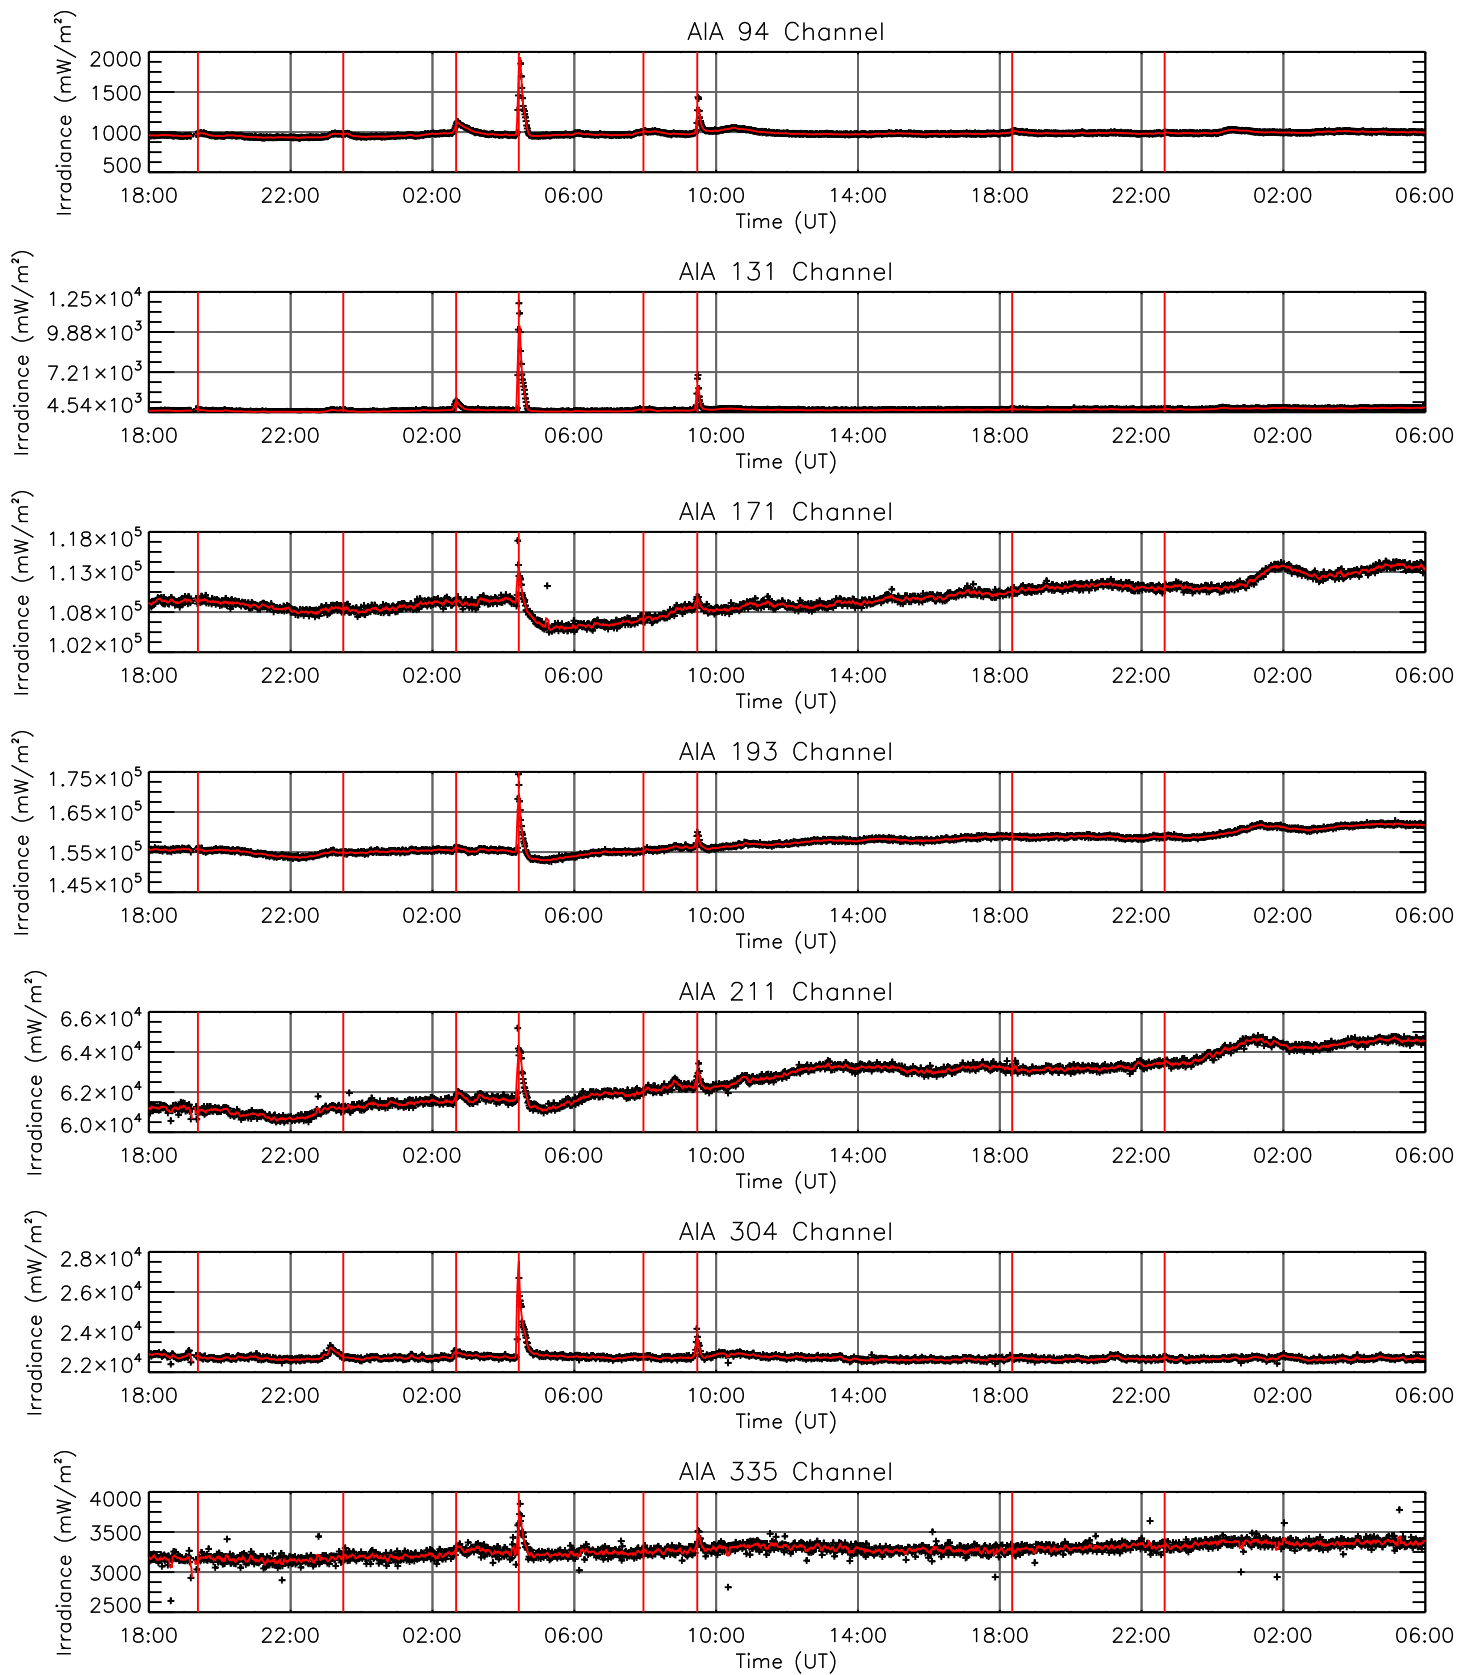 AIA 94 Channel
Irradiance (mW/m²)
2000
1500
1000
500
18:00 22:00 02:00 06:00 10:00 14:00 18:00 22:00 02:00 06:00
Time (UT)
AIA 131 Channel
Irradiance (mW/m²)
1.25×10⁴
9.88×10³
7.21×10³
4.54×10³
18:00 22:00 02:00 06:00 10:00 14:00 18:00 22:00 02:00 06:00
Time (UT)
AIA 171 Channel
Irradiance (mW/m²)
1.18×10⁵
1.13×10⁵
1.08×10⁵
1.02×10⁵
18:00 22:00 02:00 06:00 10:00 14:00 18:00 22:00 02:00 06:00
Time (UT)
AIA 193 Channel
Irradiance (mW/m²)
1.75×10⁵
1.65×10⁵
1.55×10⁵
1.45×10⁵
18:00 22:00 02:00 06:00 10:00 14:00 18:00 22:00 02:00 06:00
Time (UT)
AIA 211 Channel
Irradiance (mW/m²)
6.6×10⁴
6.4×10⁴
6.2×10⁴
6.0×10⁴
18:00 22:00 02:00 06:00 10:00 14:00 18:00 22:00 02:00 06:00
Time (UT)
AIA 304 Channel
Irradiance (mW/m²)
2.8×10⁴
2.6×10⁴
2.4×10⁴
2.2×10⁴
18:00 22:00 02:00 06:00 10:00 14:00 18:00 22:00 02:00 06:00
Time (UT)
AIA 335 Channel
Irradiance (mW/m²)
4000
3500
3000
2500
18:00 22:00 02:00 06:00 10:00 14:00 18:00 22:00 02:00 06:00
Time (UT)